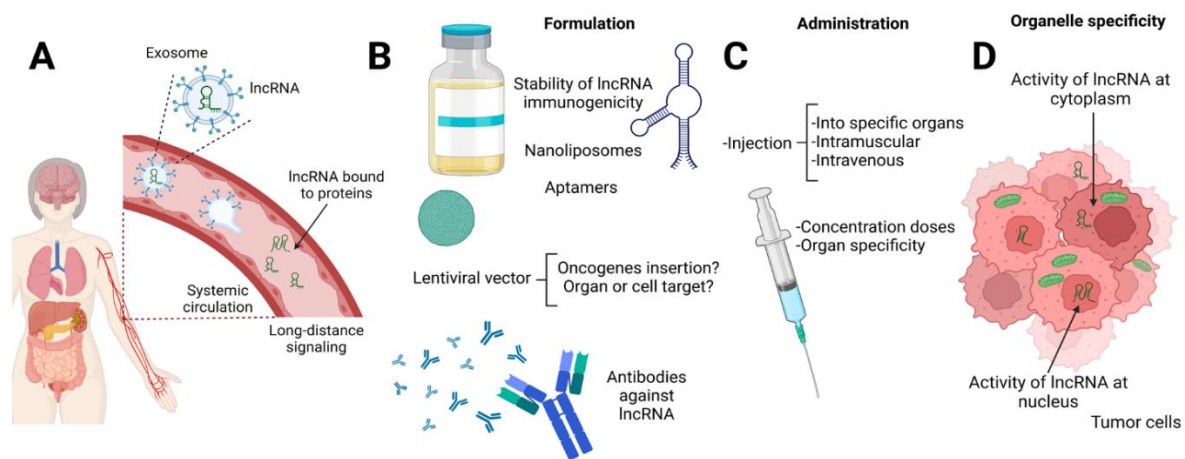 A
Exosome
lncRNA
lncRNA bound
to proteins
Systemic
circulation
Long-distance
signaling
B
Formulation
Stability of lncRNA
immunogenicity
Nanoliposomes
Aptamers
Lentiviral vector
Oncogenes insertion?
Organ or cell target?
Antibodies
against
lncRNA
C
Administration
-Injection
-Into specific organs
-Intramuscular
-Intravenous
-Concentration doses
-Organ specificity
D
Organelle specificity
Activity of lncRNA at
cytoplasm
Activity of lncRNA at
nucleus
Tumor cells